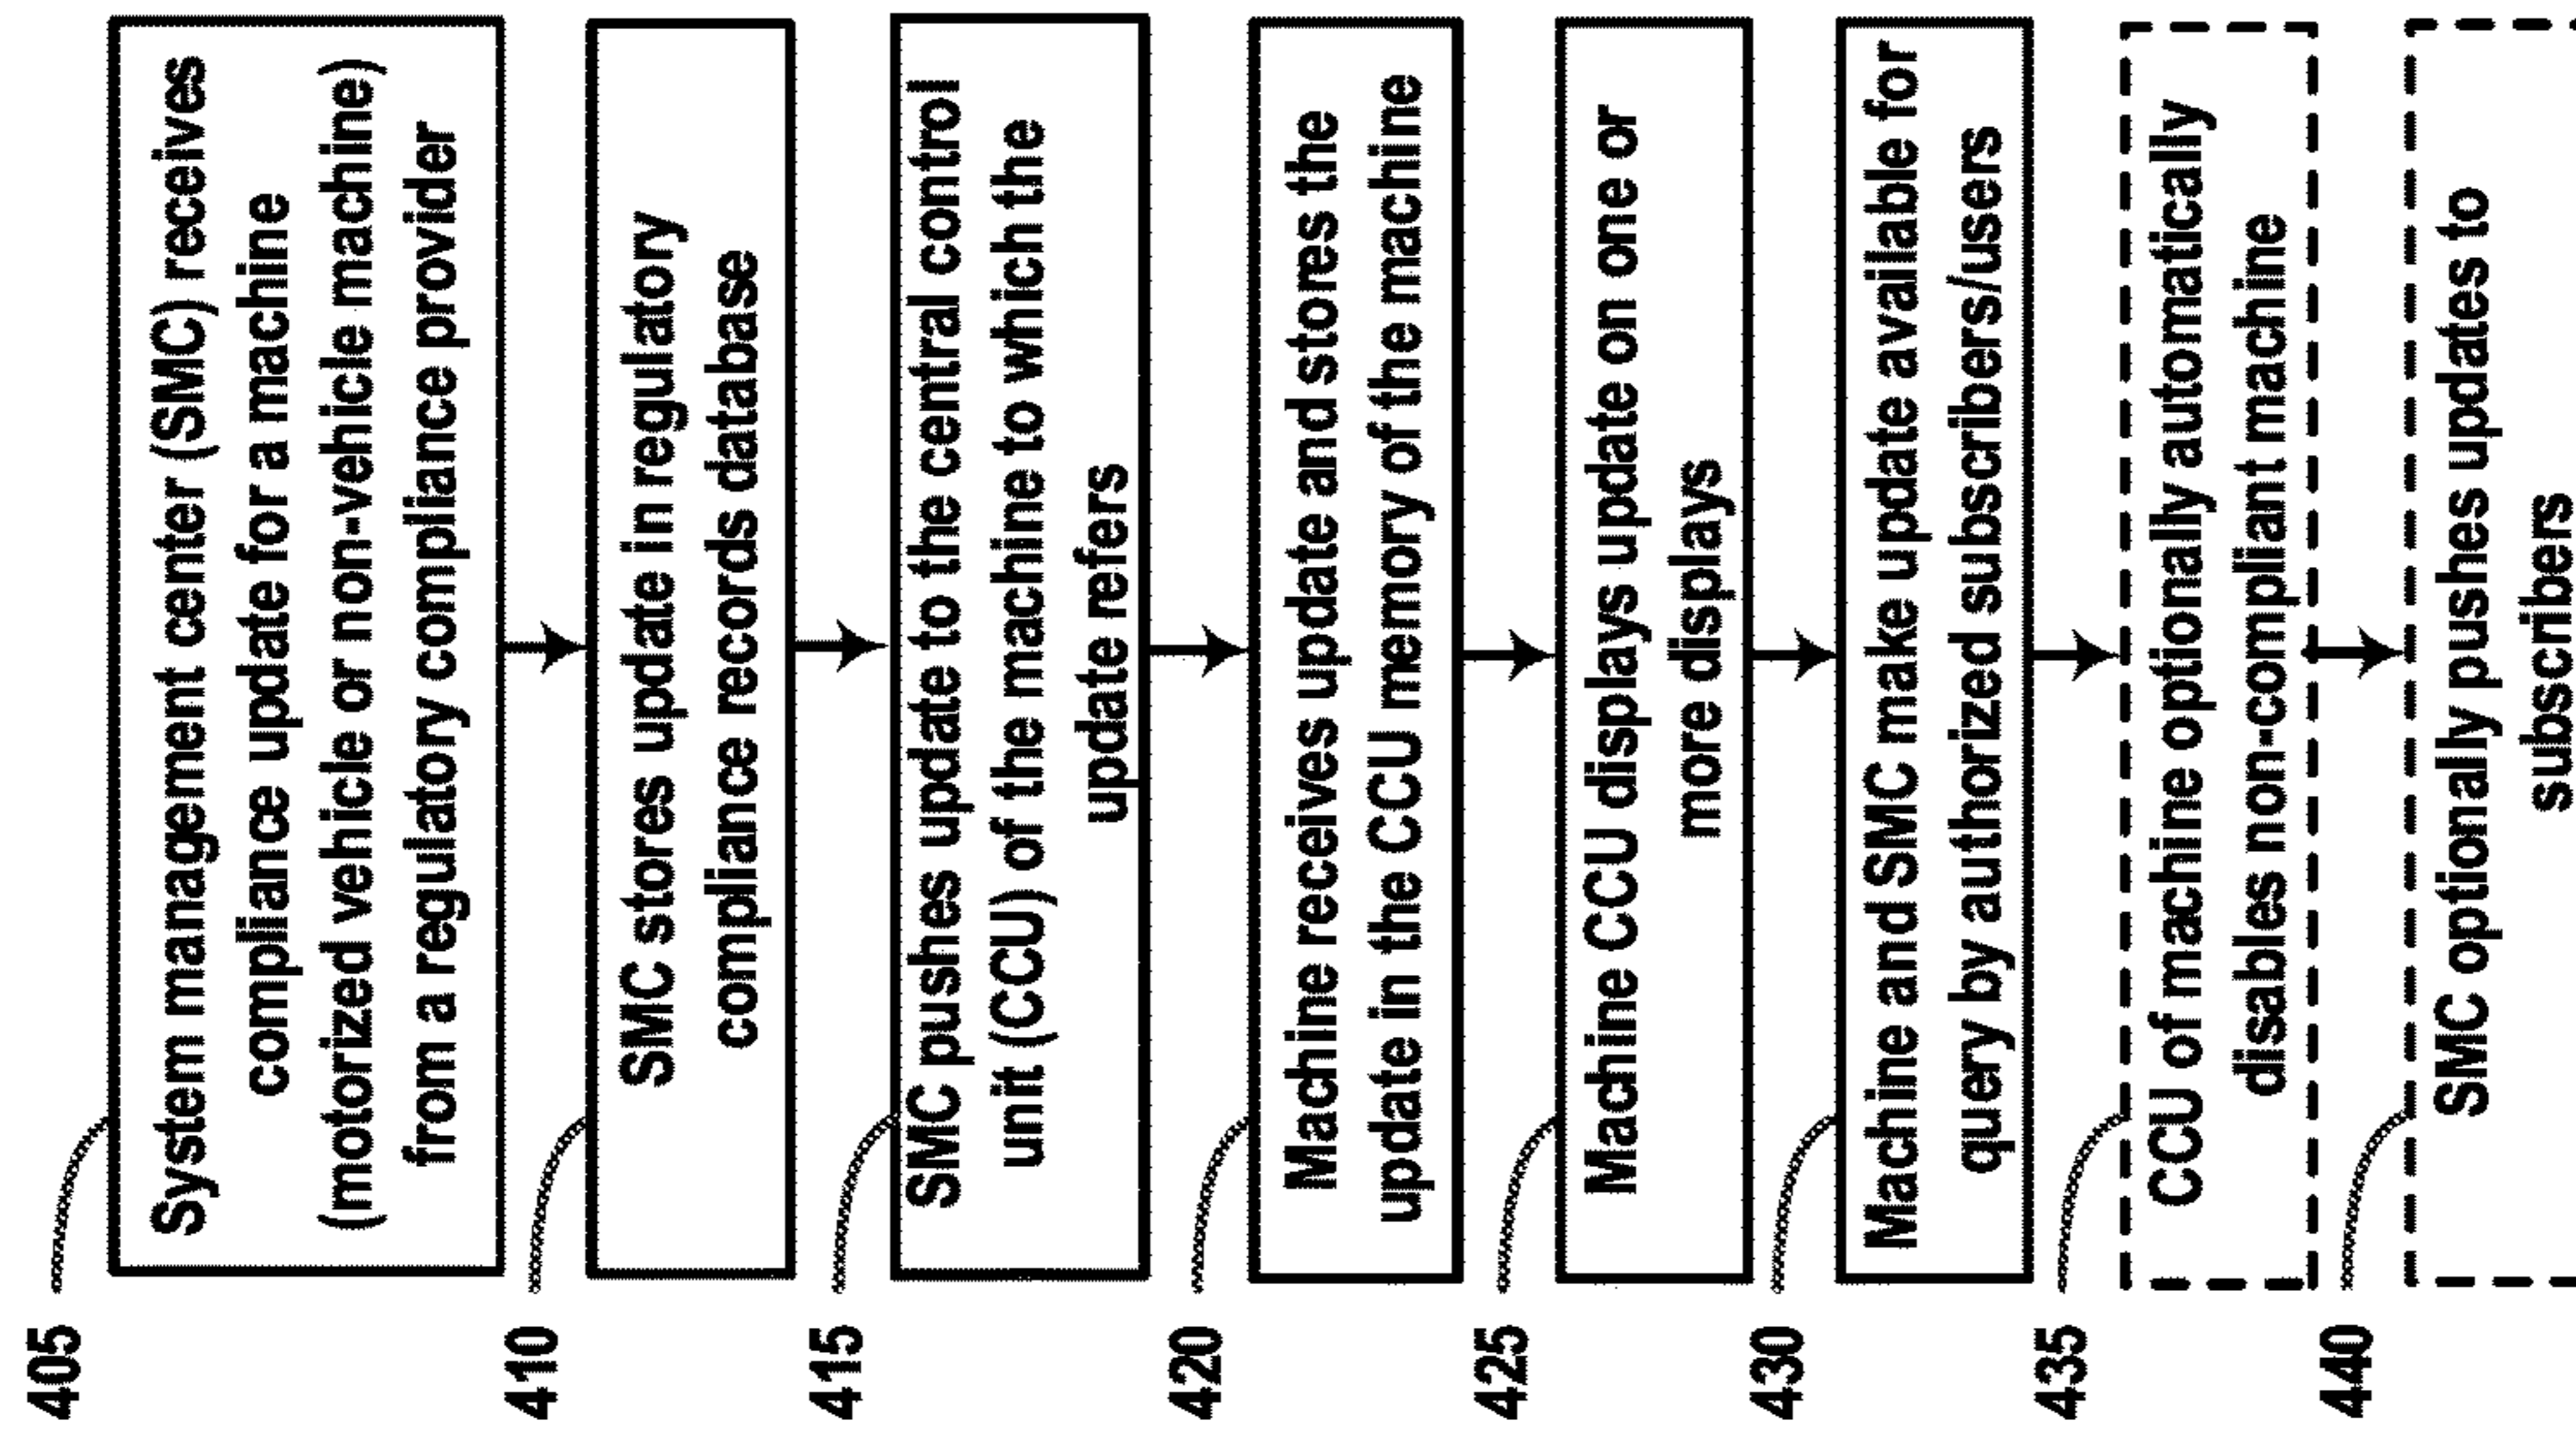 405
System management center (SMC) receives
compliance update for a machine
(motorized vehicle or non-vehicle machine)
from a regulatory compliance provider
410
SMC stores update in regulatory
compliance records database
415
SMC pushes update to the central control
unit (CCU) of the machine to which the
update refers
420
Machine receives update and stores the
update in the CCU memory of the machine
425
Machine CCU displays update on one or
more displays
430
Machine and SMC make update available for
query by authorized subscribers/users
435
CCU of machine optionally automatically
disables non-compliant machine
440
SMC optionally pushes updates to
subscribers